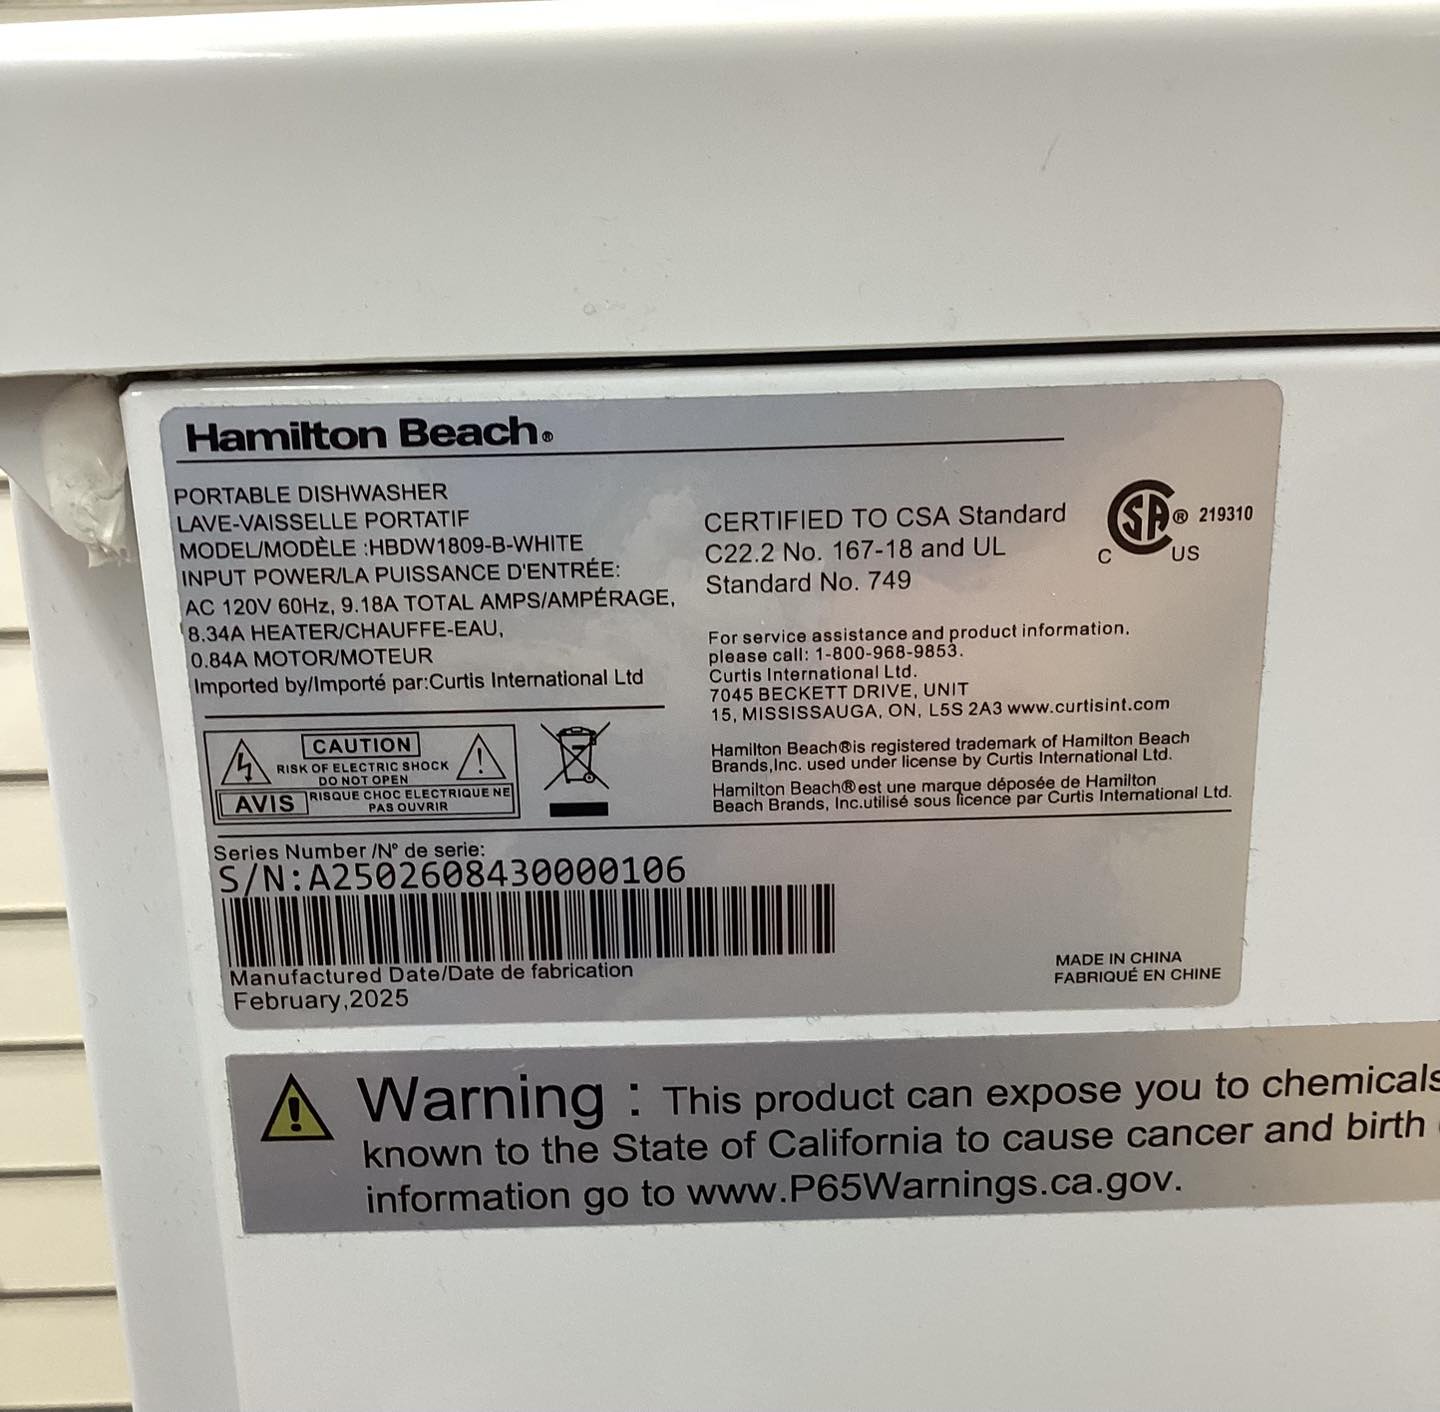 Hamilton Beach®
PORTABLE DISHWASHER
LAVE-VAISSELLE PORTATIF
MODEL/MODÈLE :HBDW1809-B-WHITE
INPUT POWER/LA PUISSANCE D'ENTRÉE:
AC 120V 60Hz, 9.18A TOTAL AMPS/AMPÉRAGE,
8.34A HEATER/CHAUFFE-EAU,
0.84A MOTOR/MOTEUR
Imported by/Importé par:Curtis International Ltd
CERTIFIED TO CSA Standard
C22.2 No. 167-18 and UL
Standard No. 749
C SA® US 219310
For service assistance and product information.
please call: 1-800-968-9853.
Curtis International Ltd.
7045 BECKETT DRIVE, UNIT
15, MISSISSAUGA, ON, L5S 2A3 www.curtisint.com
Hamilton Beach®is registered trademark of Hamilton Beach
Brands,Inc. used under license by Curtis International Ltd.
Hamilton Beach®est une marque déposée de Hamilton
Beach Brands, Inc.utilisé sous licence par Curtis International Ltd.
CAUTION
RISK OF ELECTRIC SHOCK
DO NOT OPEN
AVIS
RISQUE CHOC ELECTRIQUE NE
PAS OUVRIR
Series Number /N° de serie:
S/N:A2502608430000106
Manufactured Date/Date de fabrication
February,2025
MADE IN CHINA
FABRIQUÉ EN CHINE
Warning : This product can expose you to chemicals
known to the State of California to cause cancer and birth
information go to www.P65Warnings.ca.gov.